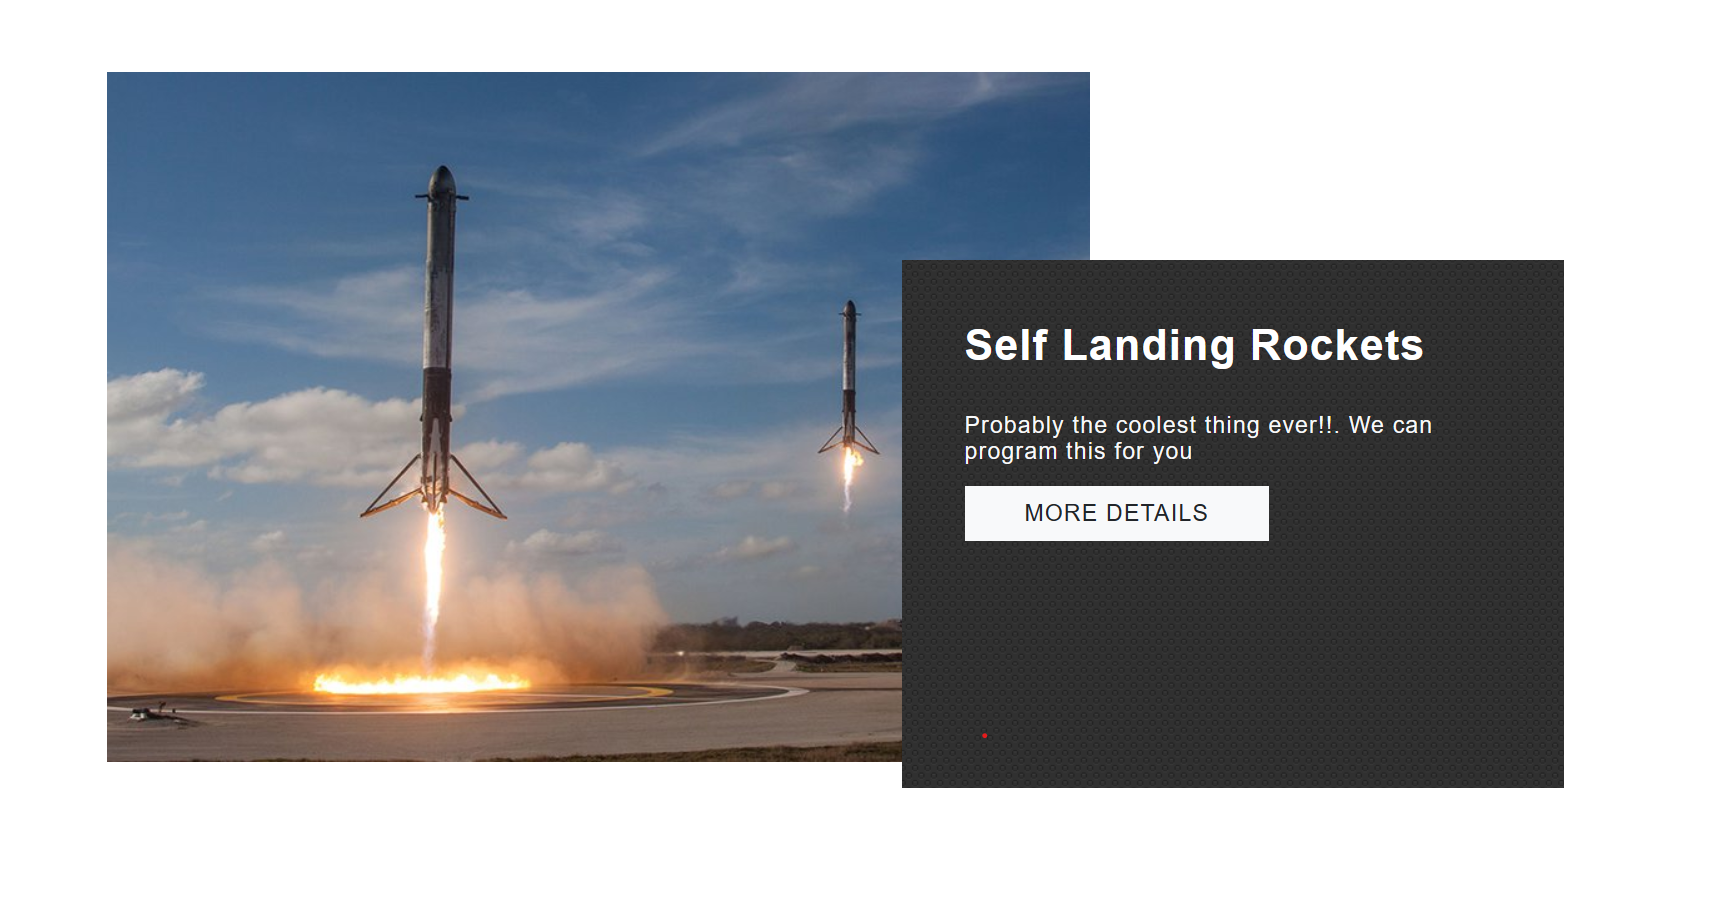 Self Landing Rockets
Probably the coolest thing ever!!. We can
program this for you
MORE DETAILS